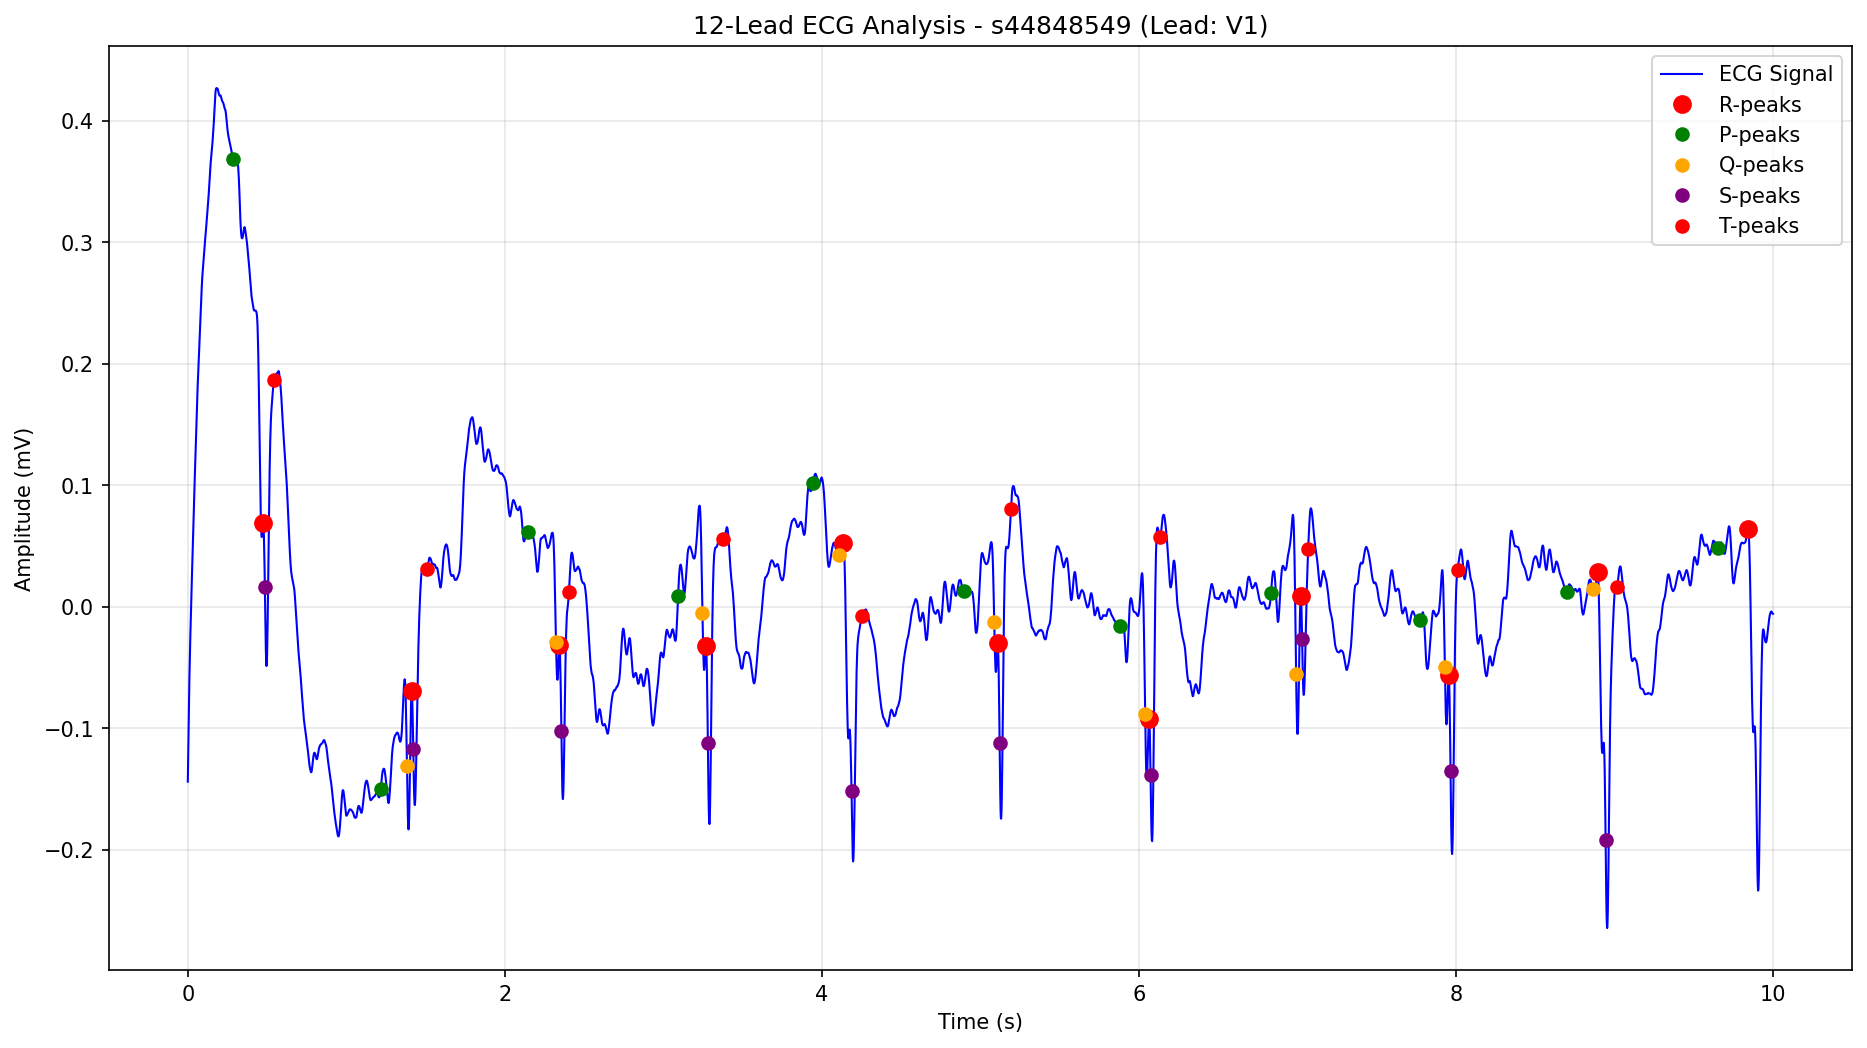 12-Lead ECG Analysis - s44848549 (Lead: V1)
ECG Signal
R-peaks
P-peaks
Q-peaks
S-peaks
T-peaks
Amplitude (mV)
0.4
0.3
0.2
0.1
0.0
−0.1
−0.2
0 2 4 6 8 10
Time (s)